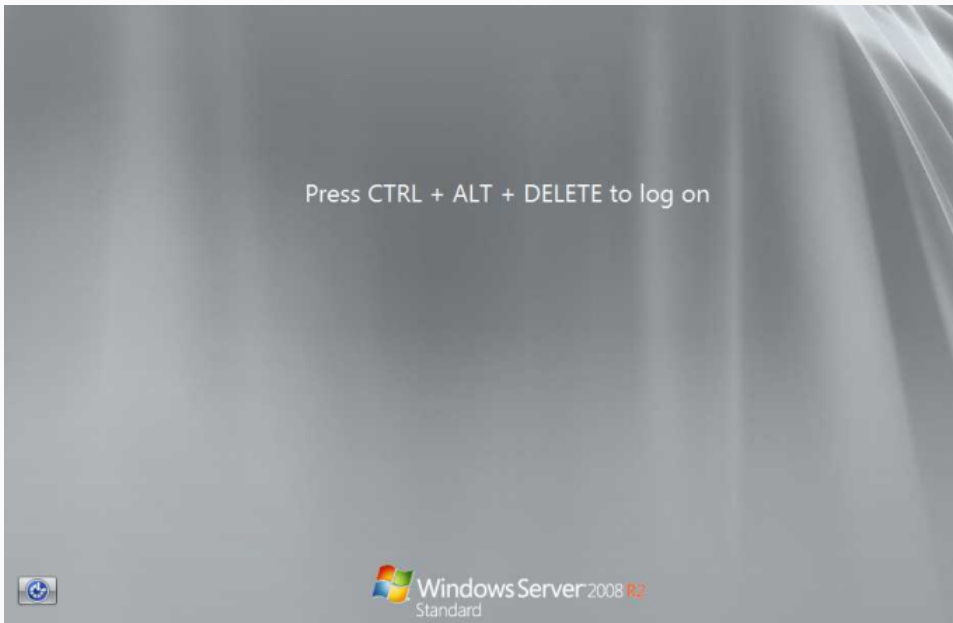 Press CTRL + ALT + DELETE to log on
Windows Server 2008 R2
Standard